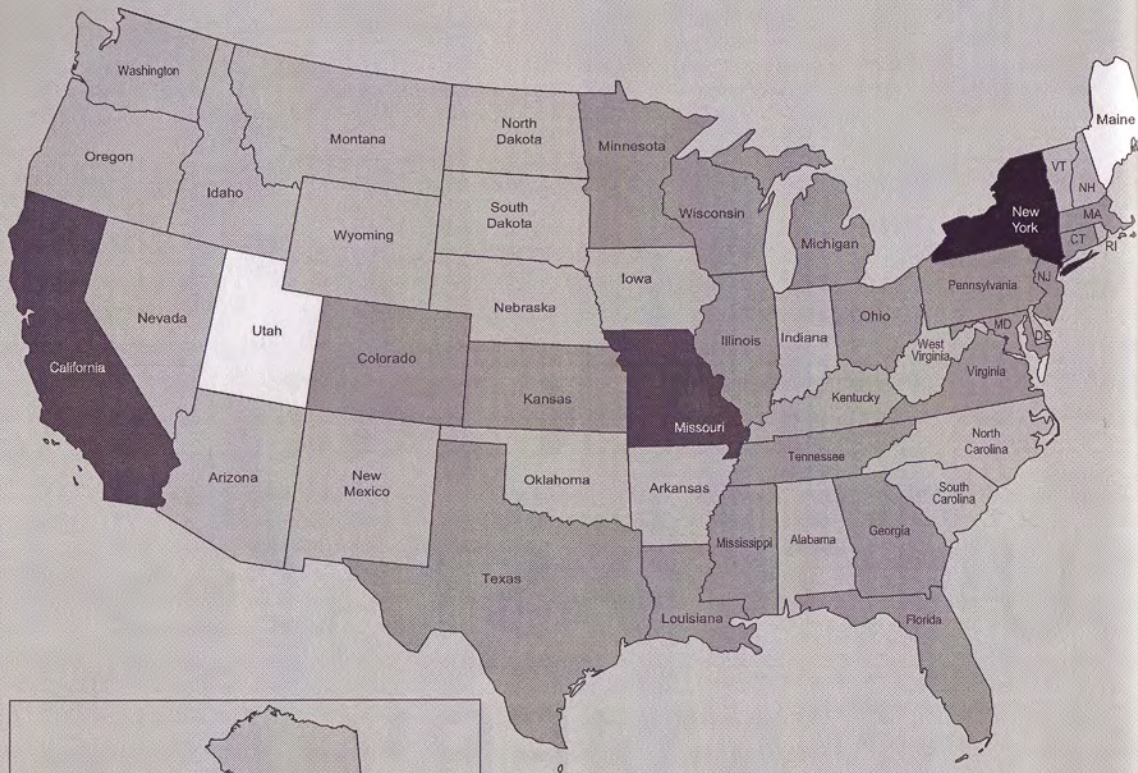 Washington
Montana
North
Dakota
Minnesota
Maine
Oregon
Idaho
VT
NH
South
Dakota
Wisconsin
Michigan
New
York
MA
Wyoming
CT
RI
Iowa
Pennsylvania
NJ
Nebraska
Nevada
Utah
Ohio
MD
DE
Illinois
Indiana
West
Virginia
Colorado
California
Virginia
Kansas
Kentucky
Missouri
North
Carolina
Tennessee
Arizona
New
Mexico
Oklahoma
Arkansas
South
Carolina
Mississippi
Alabama
Georgia
Texas
Louisiana
Florida